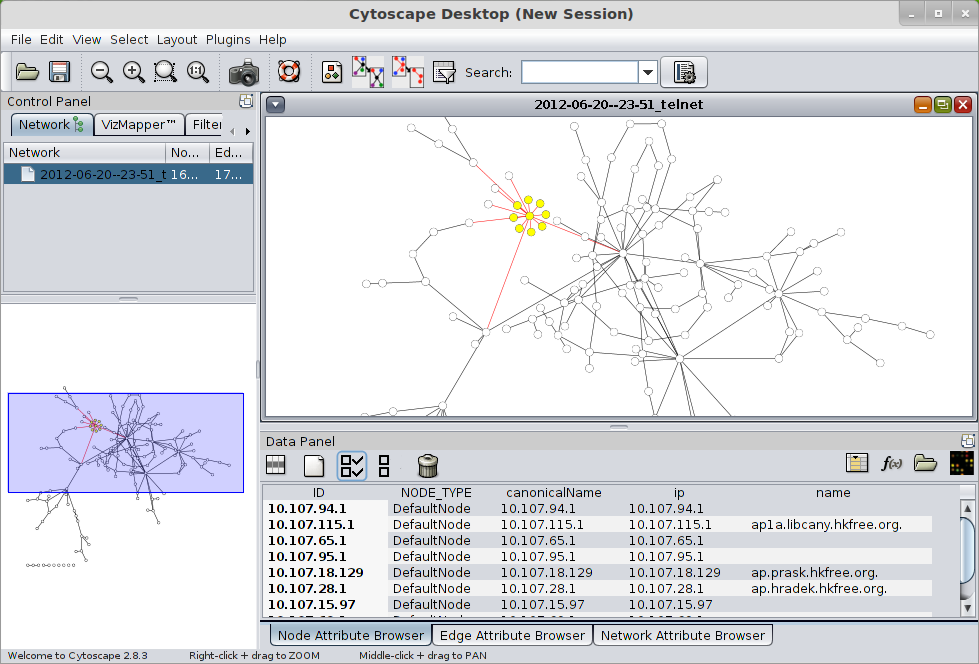 Cytoscape Desktop (New Session)
File Edit View Select Layout Plugins Help
Search:
Control Panel
Network VizMapper™ Filter
Network No... Ed...
2012-06-20--23-51_t 16... 17...
2012-06-20--23-51_telnet
Data Panel
f(x)
ID NODE_TYPE canonicalName ip name
10.107.94.1 DefaultNode 10.107.94.1 10.107.94.1
10.107.115.1 DefaultNode 10.107.115.1 10.107.115.1 ap1a.libcany.hkfree.org.
10.107.65.1 DefaultNode 10.107.65.1 10.107.65.1
10.107.95.1 DefaultNode 10.107.95.1 10.107.95.1
10.107.18.129 DefaultNode 10.107.18.129 10.107.18.129 ap.prask.hkfree.org.
10.107.28.1 DefaultNode 10.107.28.1 10.107.28.1 ap.hradek.hkfree.org.
10.107.15.97 DefaultNode 10.107.15.97 10.107.15.97
Node Attribute Browser Edge Attribute Browser Network Attribute Browser
Welcome to Cytoscape 2.8.3 Right-click + drag to ZOOM Middle-click + drag to PAN